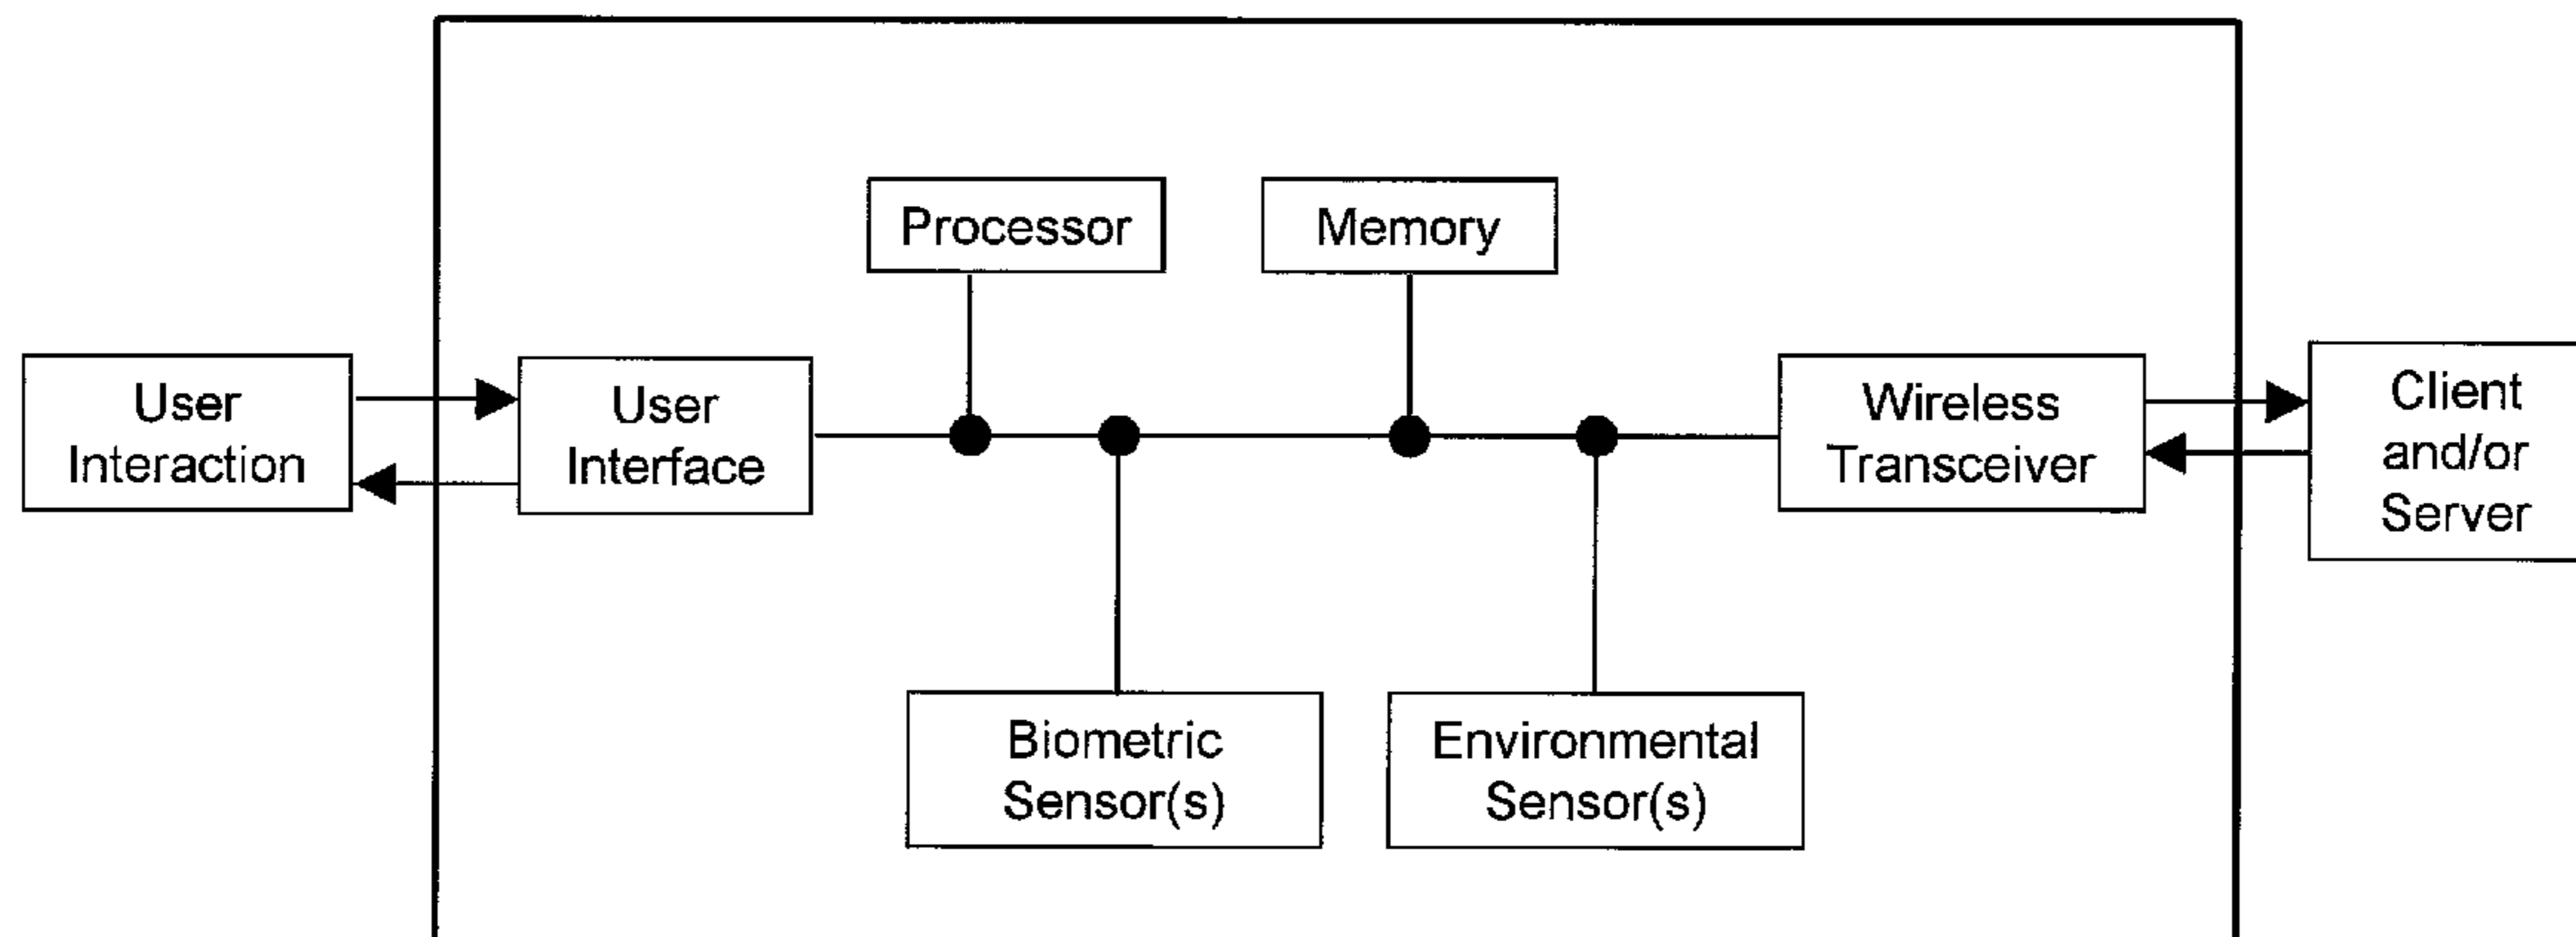 Processor
Memory
User
Interaction
User
Interface
Wireless
Transceiver
Client
and/or
Server
Biometric
Sensor(s)
Environmental
Sensor(s)